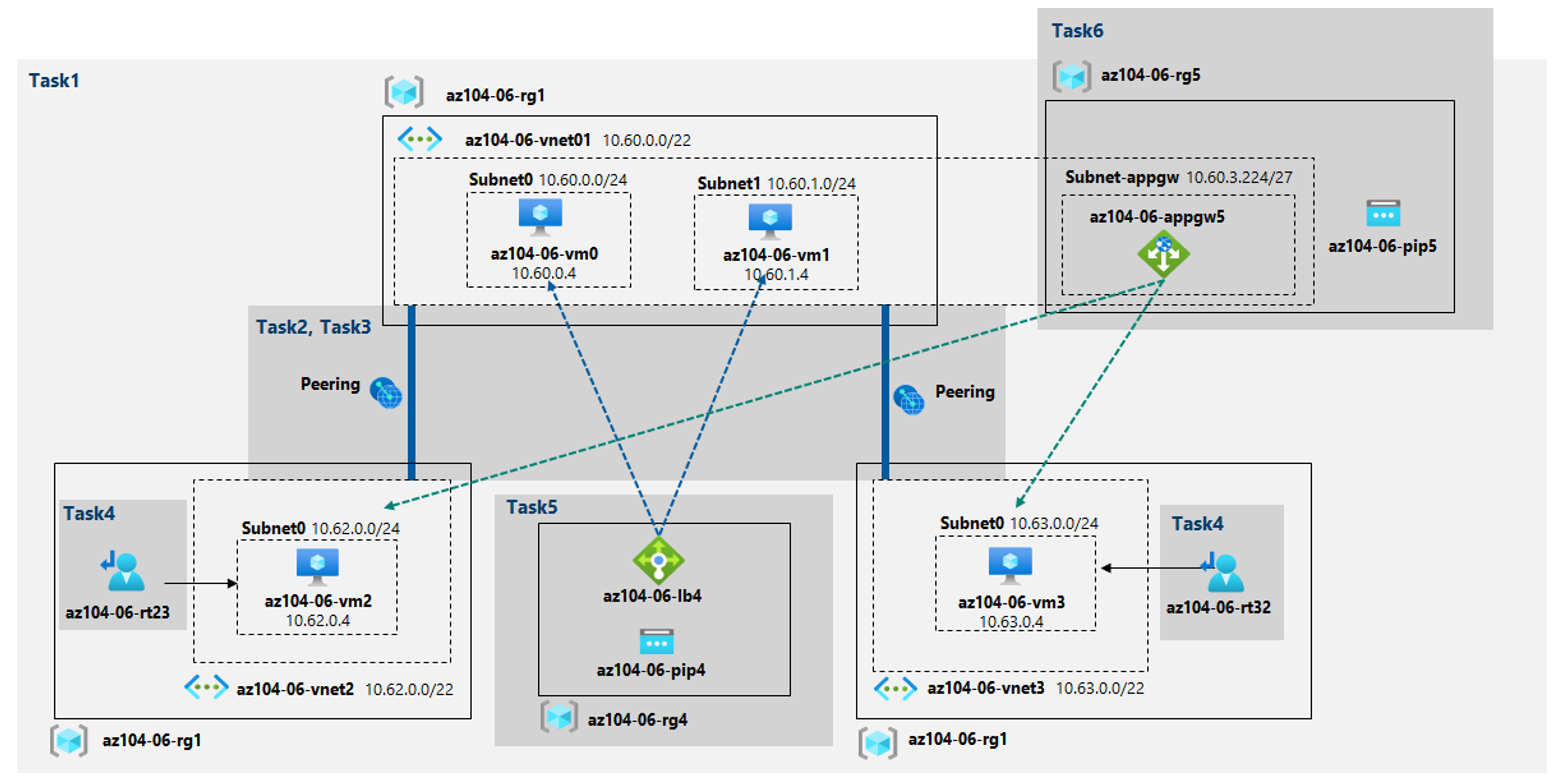 Task6
az104-06-rg5
Task1
az104-06-rg1
az104-06-vnet01 10.60.0.0/22
Subnet0 10.60.0.0/24
Subnet1 10.60.1.0/24
Subnet-appgw 10.60.3.224/27
az104-06-appgw5
az104-06-pip5
az104-06-vm0
10.60.0.4
az104-06-vm1
10.60.1.4
Task2, Task3
Peering
Peering
Task4
Subnet0 10.62.0.0/24
az104-06-rt23
az104-06-vm2
10.62.0.4
az104-06-vnet2 10.62.0.0/22
az104-06-rg1
Task5
az104-06-lb4
az104-06-pip4
az104-06-rg4
Subnet0 10.63.0.0/24
Task4
az104-06-vm3
10.63.0.4
az104-06-rt32
az104-06-vnet3 10.63.0.0/22
az104-06-rg1